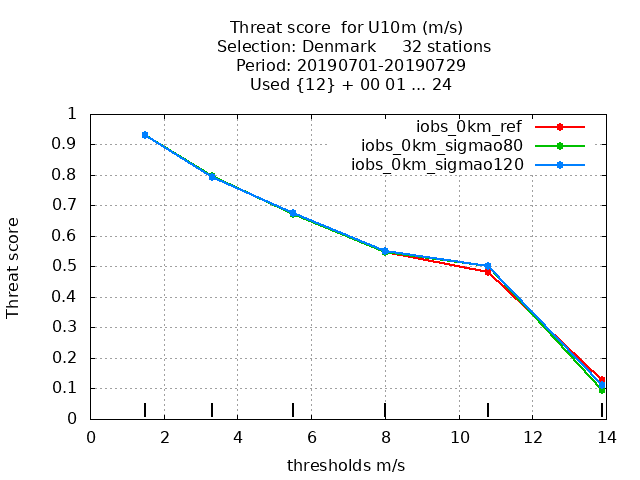 Threat score  for U10m (m/s)
Selection: Denmark     32 stations
Period: 20190701-20190729
Used {12} + 00 01 ... 24
iobs_0km_ref
iobs_0km_sigmao80
iobs_0km_sigmao120
Threat score
1
0.9
0.8
0.7
0.6
0.5
0.4
0.3
0.2
0.1
0
0 2 4 6 8 10 12 14
thresholds m/s